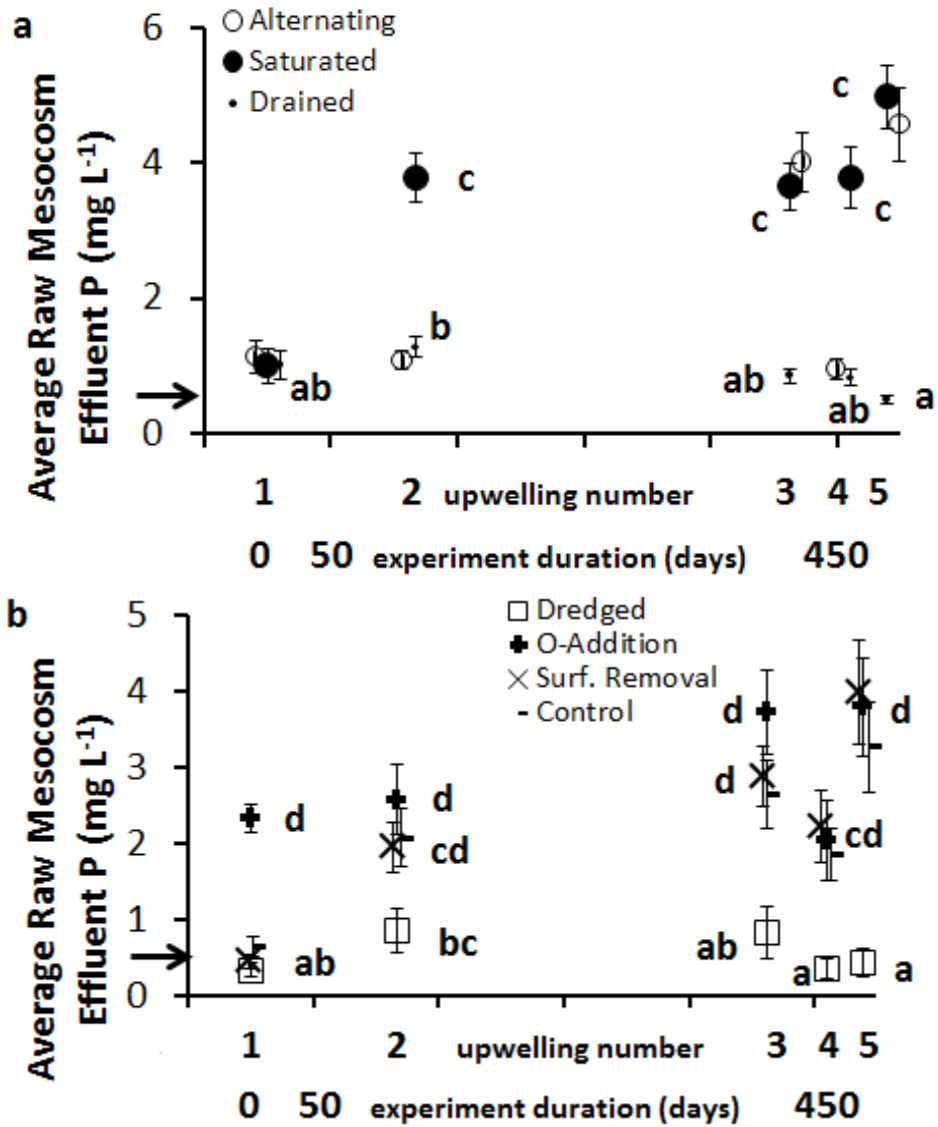 a
Alternating
Saturated
Drained
Average Raw Mesocosm
Effluent P (mg L-1)
6
4
2
0
c
c
c
c
b
ab
ab
ab
a
1 2 upwelling number 3 4 5
0 50 experiment duration (days) 450
b
Dredged
O-Addition
Surf. Removal
Control
Average Raw Mesocosm
Effluent P (mg L-1)
5
4
3
2
1
0
d
d
d
d
d
cd
cd
ab
bc
ab
a
a
1 2 upwelling number 3 4 5
0 50 experiment duration (days) 450